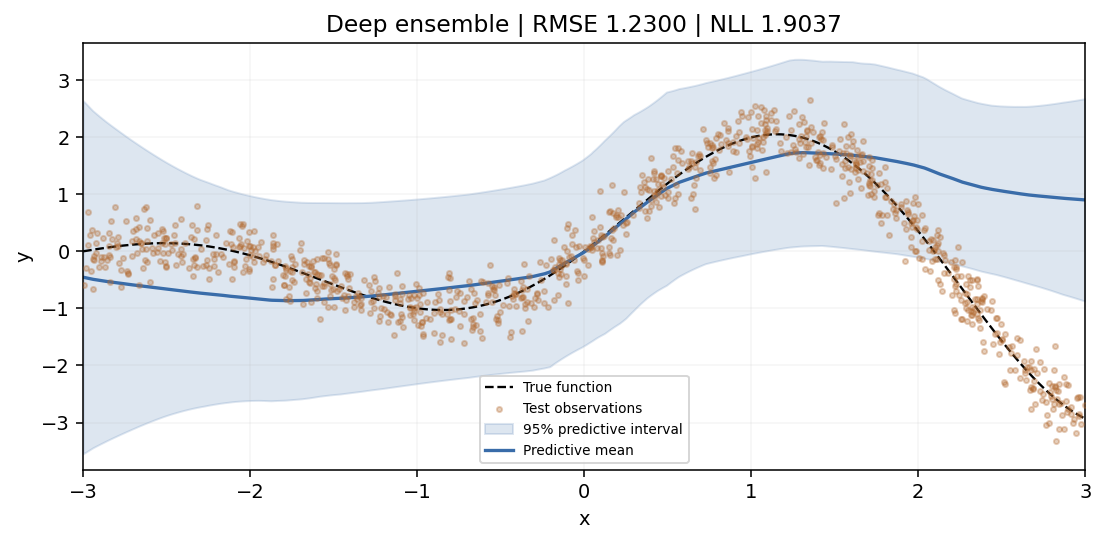 Deep ensemble | RMSE 1.2300 | NLL 1.9037
y
3
2
1
0
−1
−2
−3
True function
Test observations
95% predictive interval
Predictive mean
−3 −2 −1 0 1 2 3
x